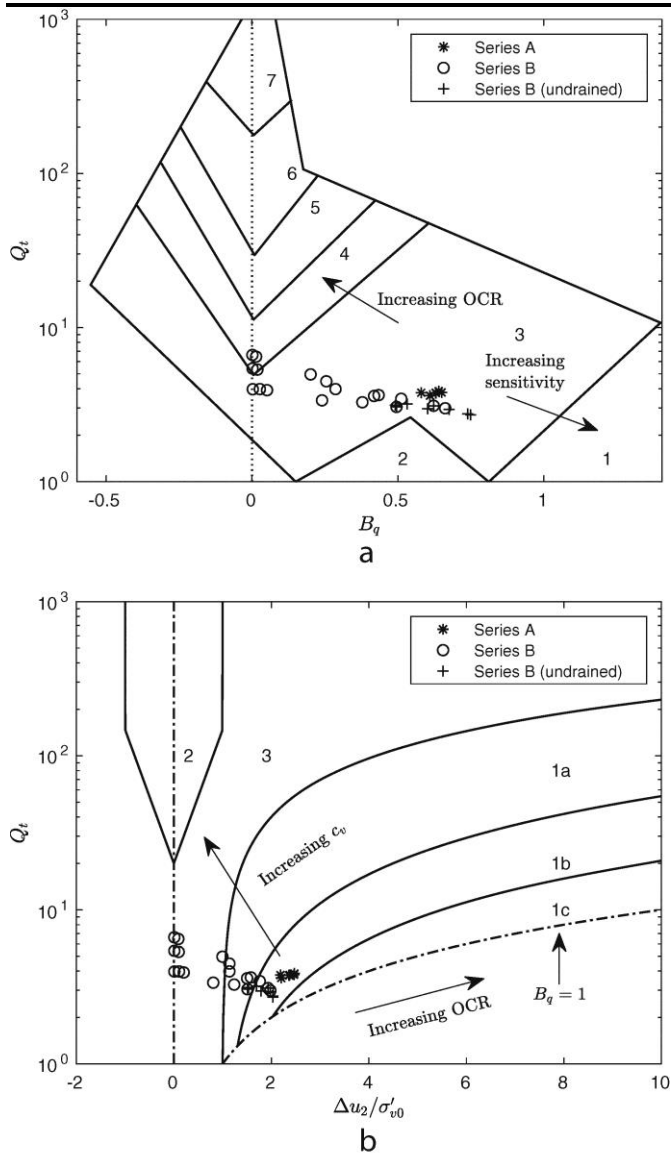 10^3
10^2
10^1
10^0
Q_t
-0.5
0
0.5
1
B_q
Series A
Series B
Series B (undrained)
7
6
5
4
3
2
1
Increasing OCR
Increasing
sensitivity
a
10^3
10^2
10^1
10^0
Q_t
-2
0
2
4
6
8
10
Δu_2/σ'_{v0}
Series A
Series B
Series B (undrained)
2
3
1a
1b
1c
Increasing c_v
Increasing OCR
B_q = 1
b